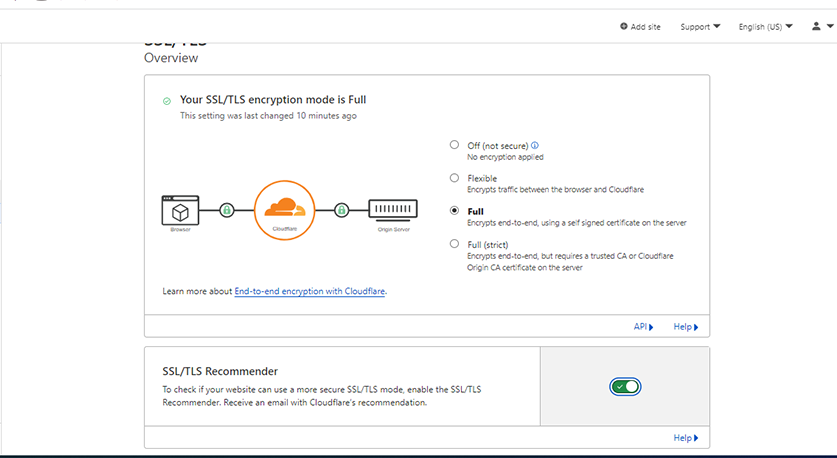 Add site Support English (US)
SSL/TLS
Overview
Your SSL/TLS encryption mode is Full
This setting was last changed 10 minutes ago
Off (not secure)
No encryption applied
Flexible
Encrypts traffic between the browser and Cloudflare
Full
Encrypts end-to-end, using a self signed certificate on the server
Full (strict)
Encrypts end-to-end, but requires a trusted CA or Cloudflare
Origin CA certificate on the server
Browser
Cloudflare
Origin Server
Learn more about End-to-end encryption with Cloudflare.
API Help
SSL/TLS Recommender
To check if your website can use a more secure SSL/TLS mode, enable the SSL/TLS
Recommender. Receive an email with Cloudflare's recommendation.
Help